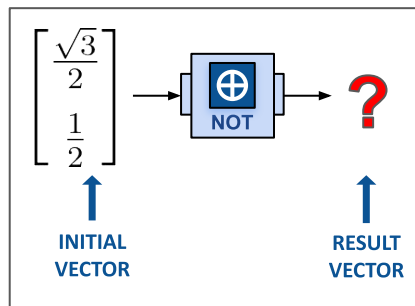 √3
2
1
2
NOT
?
INITIAL
VECTOR
RESULT
VECTOR